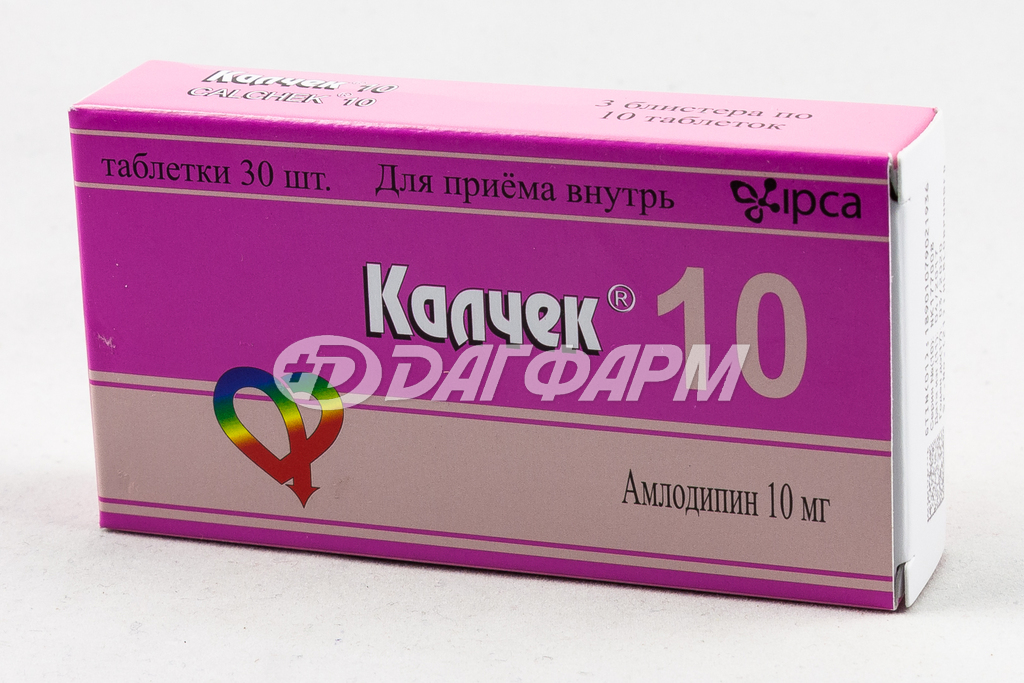 Калчек® 10
CALCHEK® 10
3 блистера по
10 таблеток
таблетки 30 шт. Для приёма внутрь ipca
Калчек® 10
ДАГФАРМ
Амлодипин 10 мг